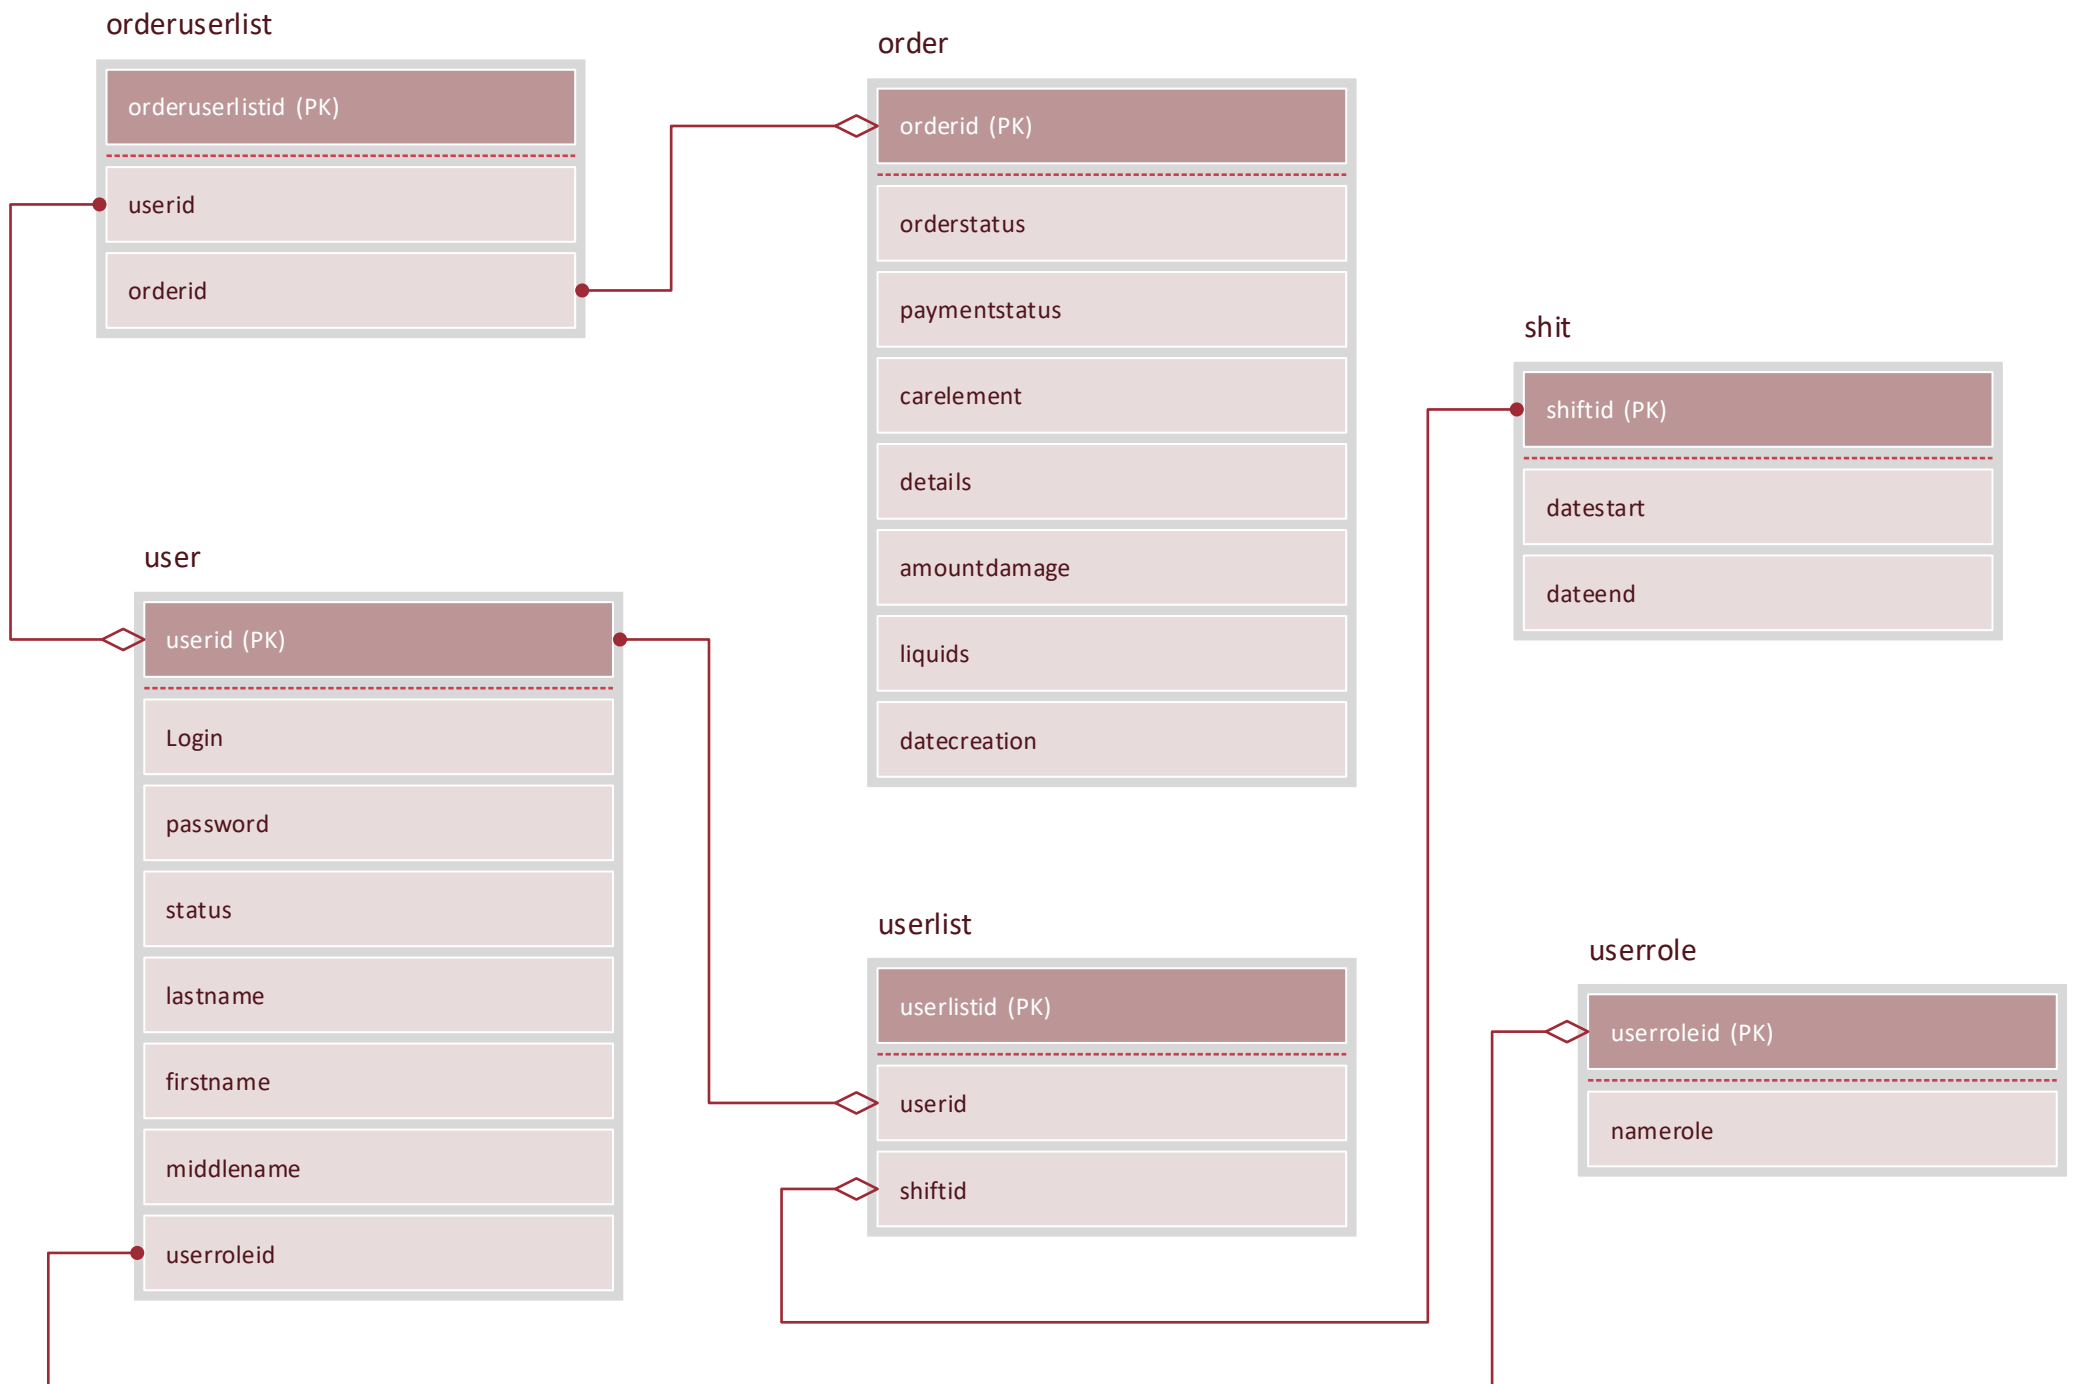 orderuserlist
orderuserlistid (PK)
userid
orderid
order
orderid (PK)
orderstatus
paymentstatus
carelement
details
amountdamage
liquids
datecreation
shit
shiftid (PK)
datestart
dateend
user
userid (PK)
Login
password
status
lastname
firstname
middlename
userroleid
userlist
userlistid (PK)
userid
shiftid
userrole
userroleid (PK)
namerole